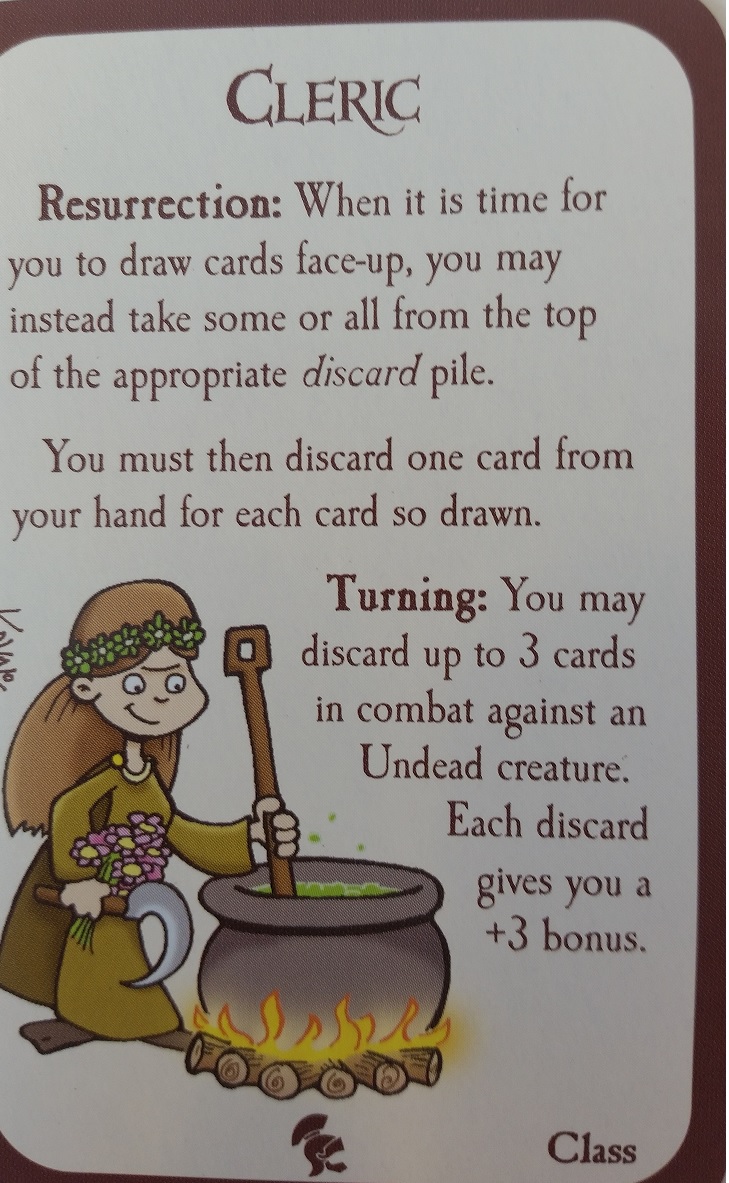 CLERIC
Resurrection: When it is time for
you to draw cards face-up, you may
instead take some or all from the top
of the appropriate discard pile.
You must then discard one card from
your hand for each card so drawn.
Turning: You may
discard up to 3 cards
in combat against an
Undead creature.
Each discard
gives you a
+3 bonus.
Class